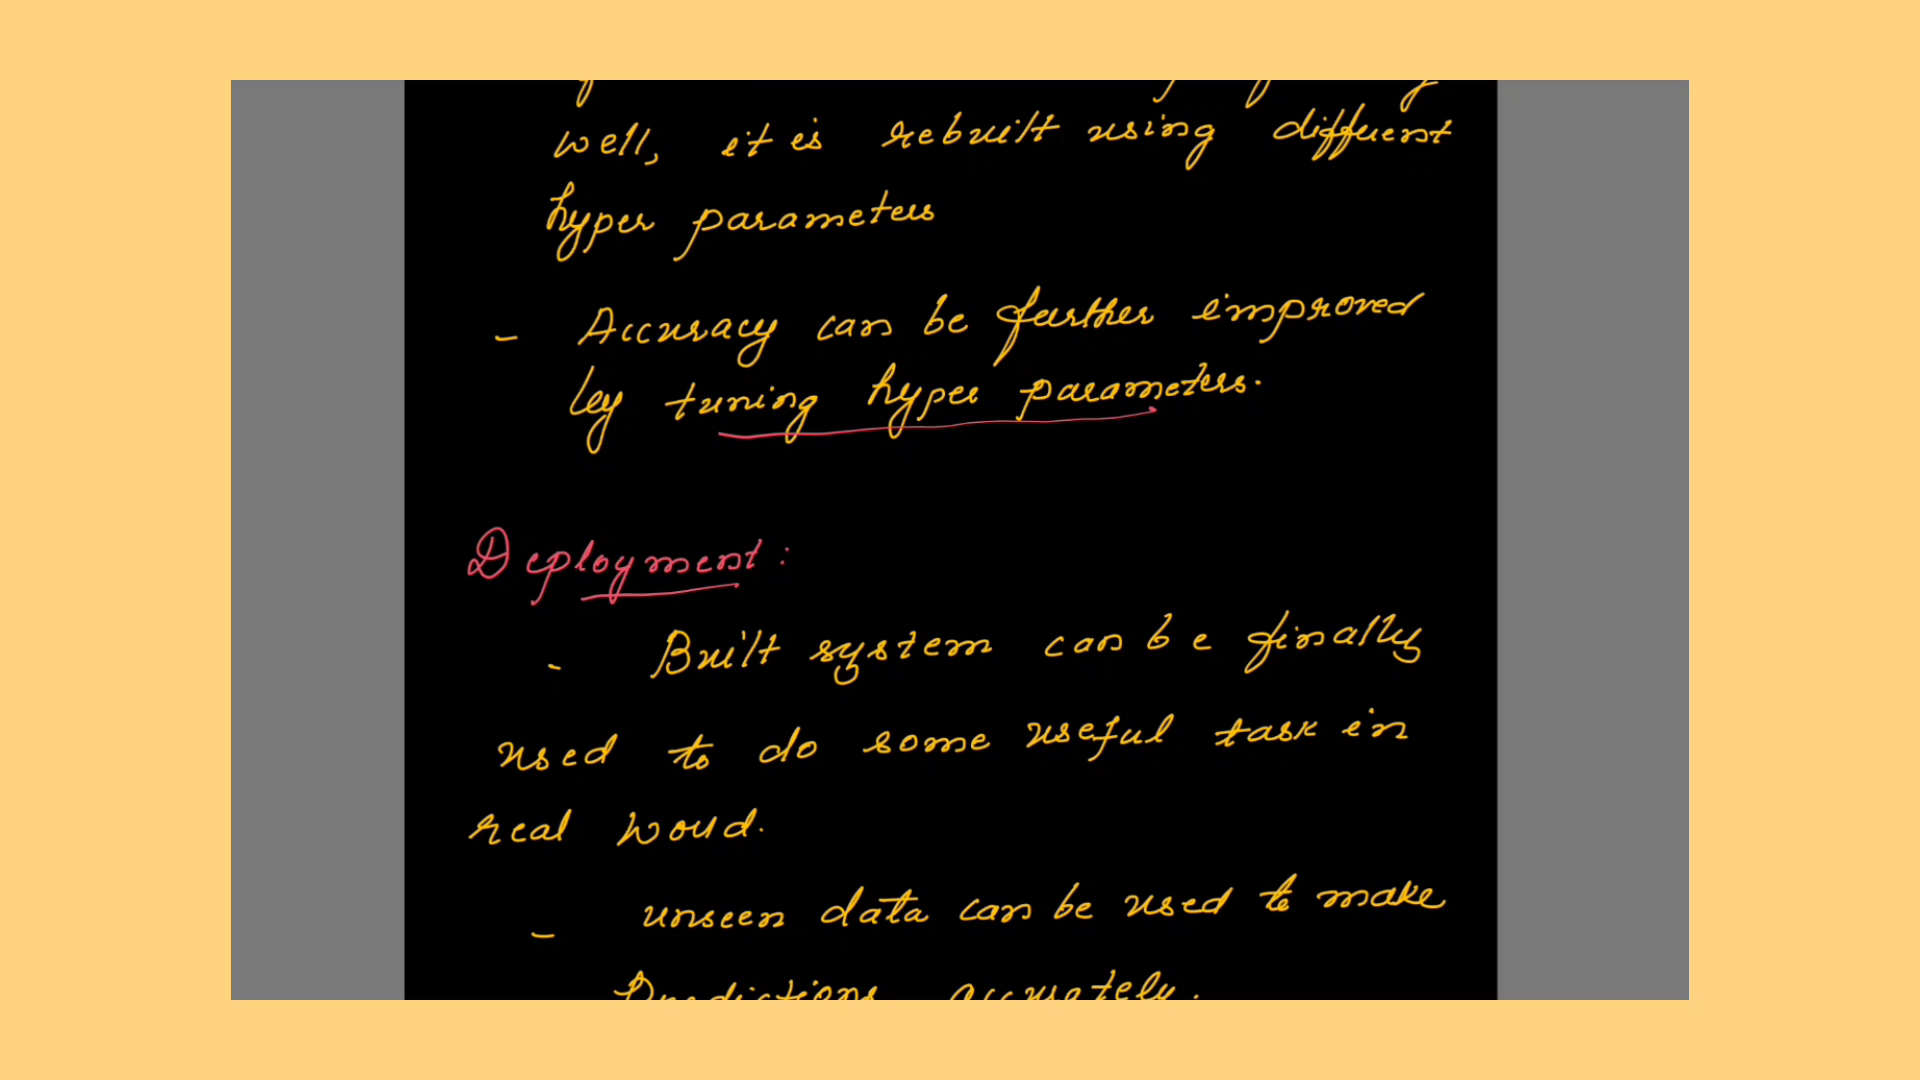 well, it is rebuilt using different
hyper parameters
- Accuracy can be further improved
by tuning hyper parameters.
Deployment:
- Built system can be finally
used to do some useful task in
real world.
- unseen data can be used to make
Predictions accurately.